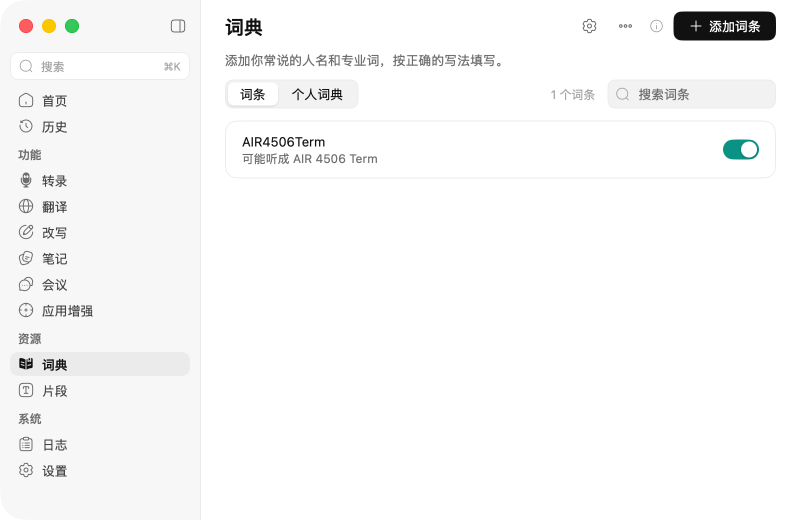 搜索 ⌘K
首页
历史
功能
转录
翻译
改写
笔记
会议
应用增强
资源
词典
片段
系统
日志
设置
词典
添加词条
添加你常说的人名和专业词，按正确的写法填写。
词条 个人词典 1 个词条 搜索词条
AIR4506Term
可能听成 AIR 4506 Term